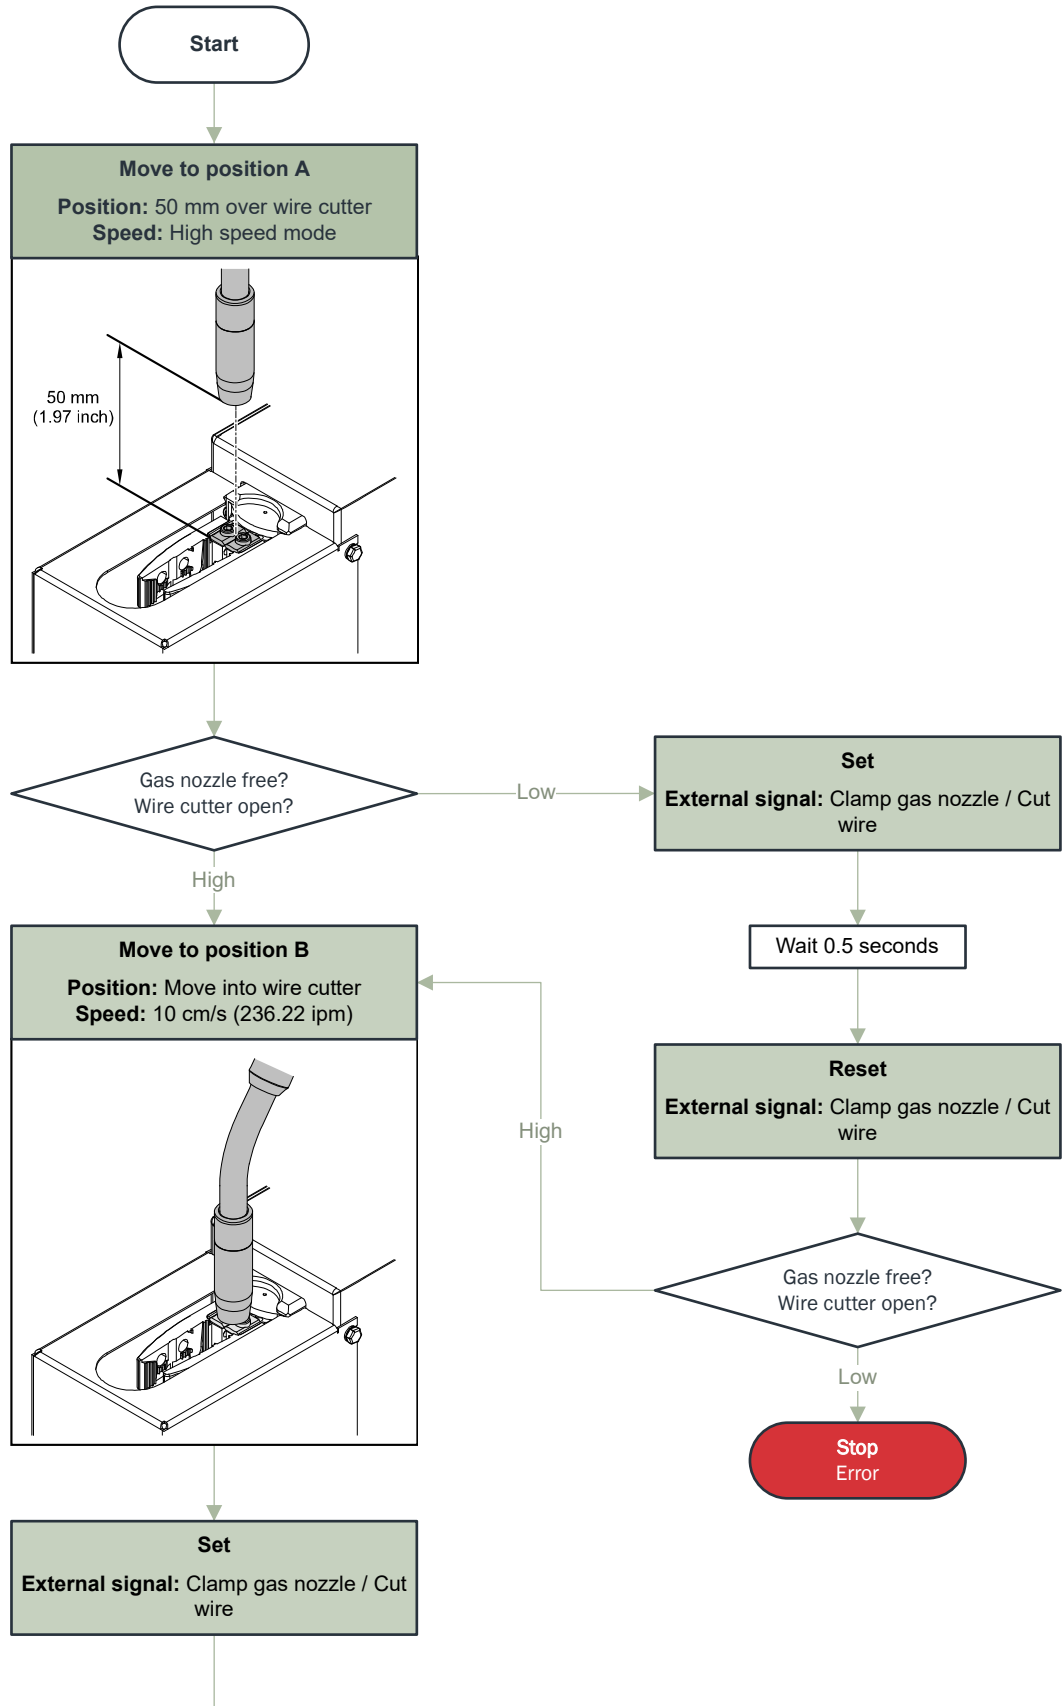 Start
Move to position A
Position: 50 mm over wire cutter
Speed: High speed mode
50 mm
(1.97 inch)
Gas nozzle free?
Wire cutter open?
Low
Set
External signal: Clamp gas nozzle / Cut
wire
High
Wait 0.5 seconds
Move to position B
Position: Move into wire cutter
Speed: 10 cm/s (236.22 ipm)
Reset
External signal: Clamp gas nozzle / Cut
wire
High
Gas nozzle free?
Wire cutter open?
Low
Stop
Error
Set
External signal: Clamp gas nozzle / Cut
wire